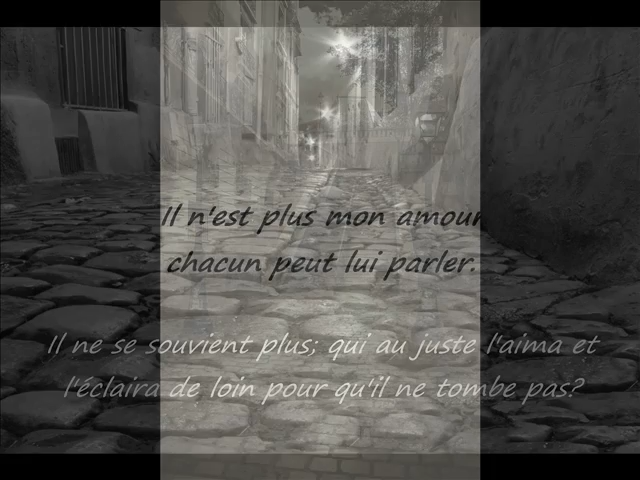 Il n'est plus mon amour
chacun peut lui parler.
Il ne se souvient plus; qui au juste l'aima et
l'éclaira de loin pour qu'il ne tombe pas?